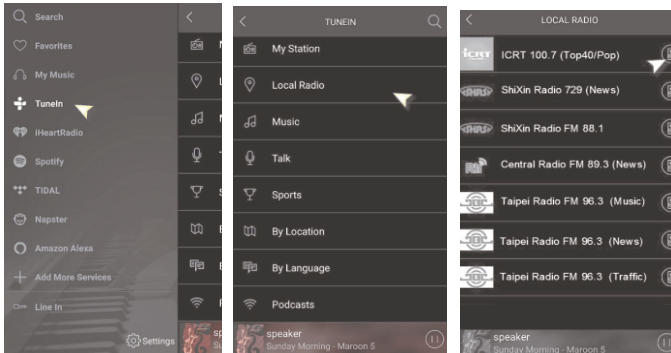 Search
Favorites
My Music
TuneIn
iHeartRadio
Spotify
TIDAL
Napster
Amazon Alexa
Add More Services
Line In
Settings
TUNEIN
My Station
Local Radio
Music
Talk
Sports
By Location
By Language
Podcasts
speaker
Sunday Morning - Maroon 5
LOCAL RADIO
ICRT 100.7 (Top40/Pop)
ShiXin Radio 729 (News)
ShiXin Radio FM 88.1
Central Radio FM 89.3 (News)
Taipei Radio FM 96.3 (Music)
Taipei Radio FM 96.3 (News)
Taipei Radio FM 96.3 (Traffic)
speaker
Sunday Morning - Maroon 5